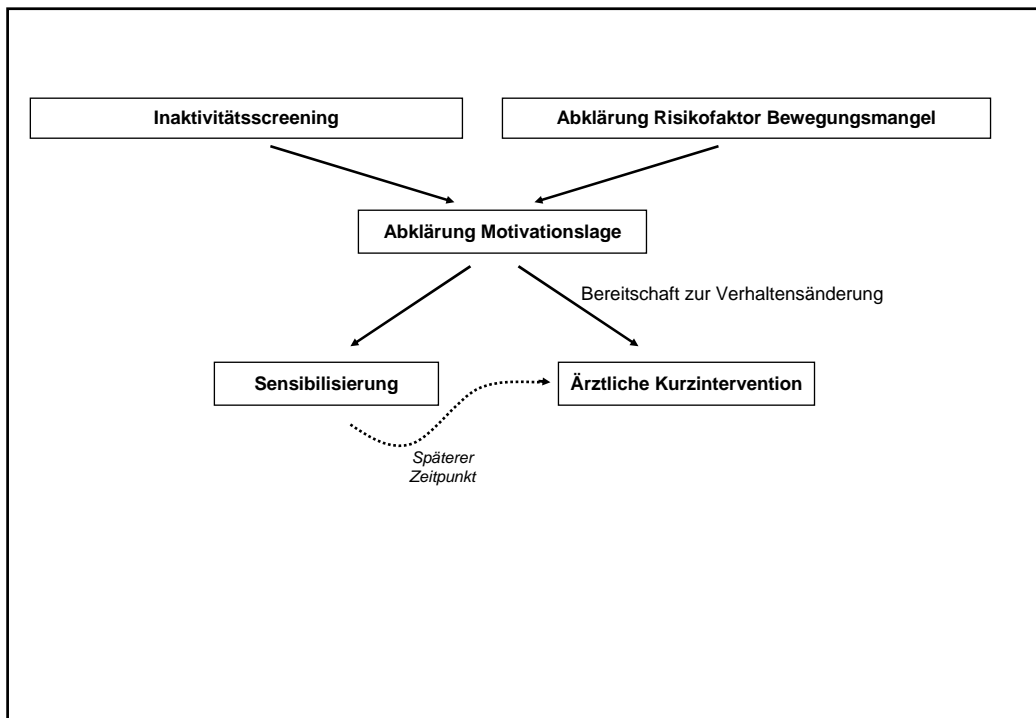 Inaktivitätsscreening
Abklärung Risikofaktor Bewegungsmangel
Abklärung Motivationslage
Bereitschaft zur Verhaltensänderung
Sensibilisierung
Ärztliche Kurzintervention
Späterer
Zeitpunkt